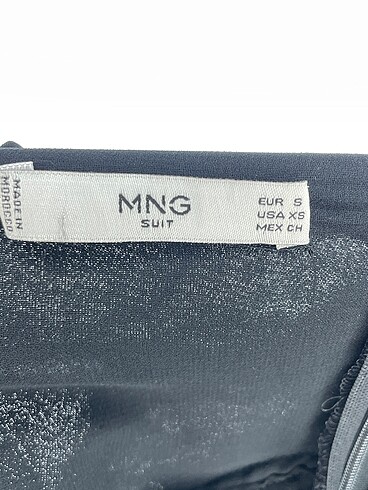 MADE IN
MOROCCO
MNG
SUIT
EUR S
USA XS
MEX CH